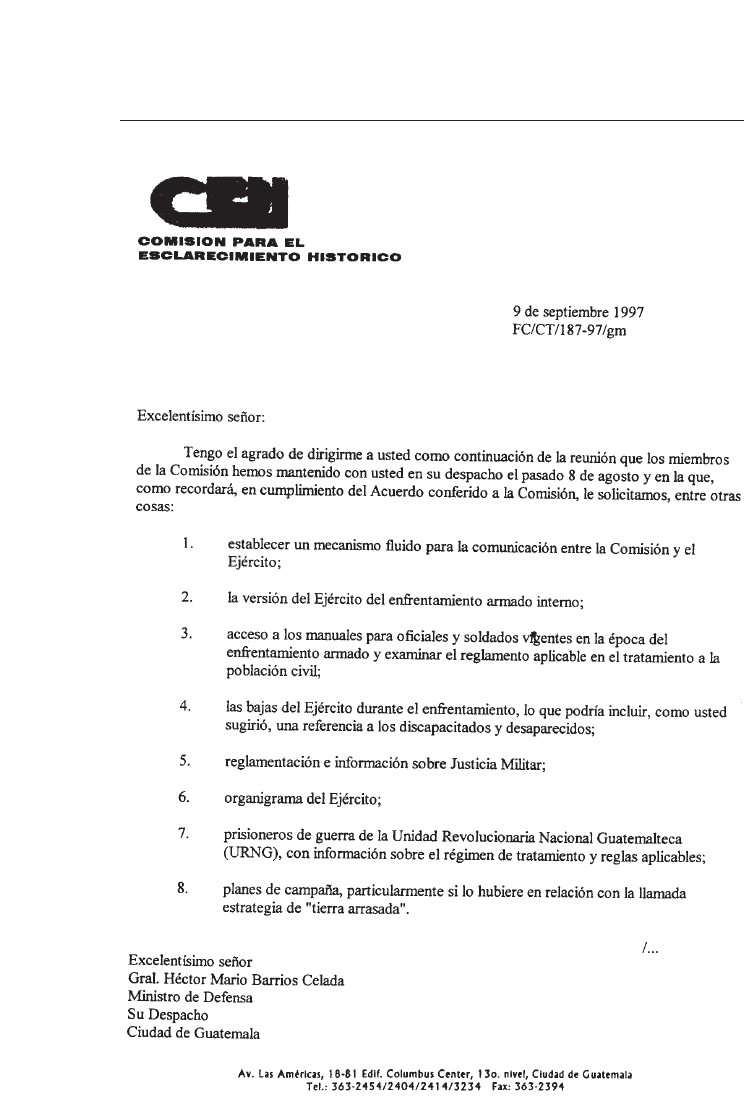 CEH
COMISION PARA EL
ESCLARECIMIENTO HISTORICO
9 de septiembre 1997
FC/CT/187-97/gm
Excelentísimo señor:
Tengo el agrado de dirigirme a usted como continuación de la reunión que los miembros
de la Comisión hemos mantenido con usted en su despacho el pasado 8 de agosto y en la que,
como recordará, en cumplimiento del Acuerdo conferido a la Comisión, le solicitamos, entre otras
cosas:
1. establecer un mecanismo fluido para la comunicación entre la Comisión y el
Ejército;
2. la versión del Ejército del enfrentamiento armado interno;
3. acceso a los manuales para oficiales y soldados vigentes en la época del
enfrentamiento armado y examinar el reglamento aplicable en el tratamiento a la
población civil;
4. las bajas del Ejército durante el enfrentamiento, lo que podría incluir, como usted
sugirió, una referencia a los discapacitados y desaparecidos;
5. reglamentación e información sobre Justicia Militar;
6. organigrama del Ejército;
7. prisioneros de guerra de la Unidad Revolucionaria Nacional Guatemalteca
(URNG), con información sobre el régimen de tratamiento y reglas aplicables;
8. planes de campaña, particularmente si lo hubiere en relación con la llamada
estrategia de "tierra arrasada".
/...
Excelentísimo señor
Gral. Héctor Mario Barrios Celada
Ministro de Defensa
Su Despacho
Ciudad de Guatemala
Av. Las Américas, 18-81 Edif. Columbus Center, 13o. nivel, Ciudad de Guatemala
Tel.: 363-2454/2404/2414/3234 Fax: 363-2394